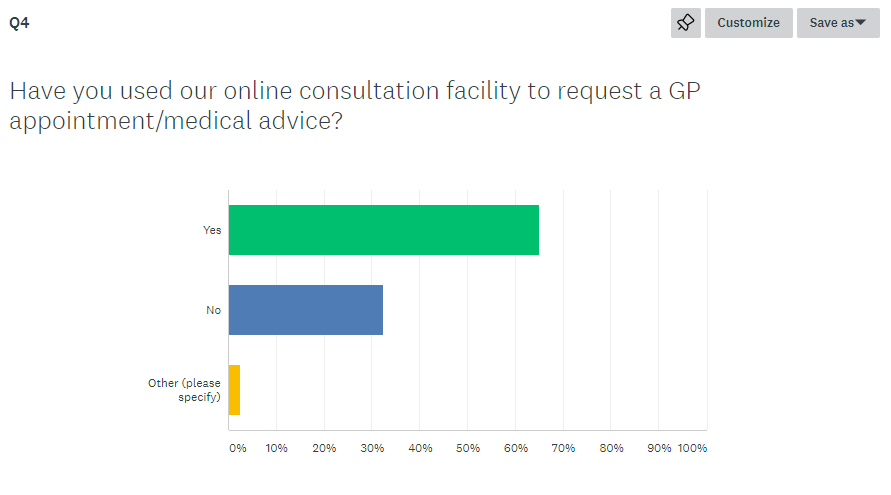 Q4
Customize
Save as
Have you used our online consultation facility to request a GP
appointment/medical advice?
Yes
No
Other (please
specify)
0% 10% 20% 30% 40% 50% 60% 70% 80% 90% 100%